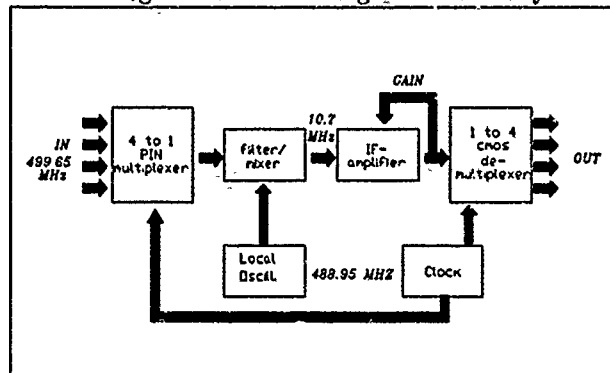 GAIN
IN
499.65
MHz
4 to 1
PIN
multiplexer
filter/
mixer
10.7
MHz
IF-
amplifier
1 to 4
cmos
de-
multiplexer
OUT
Local
Oscil.
488.95 MHZ
Clock